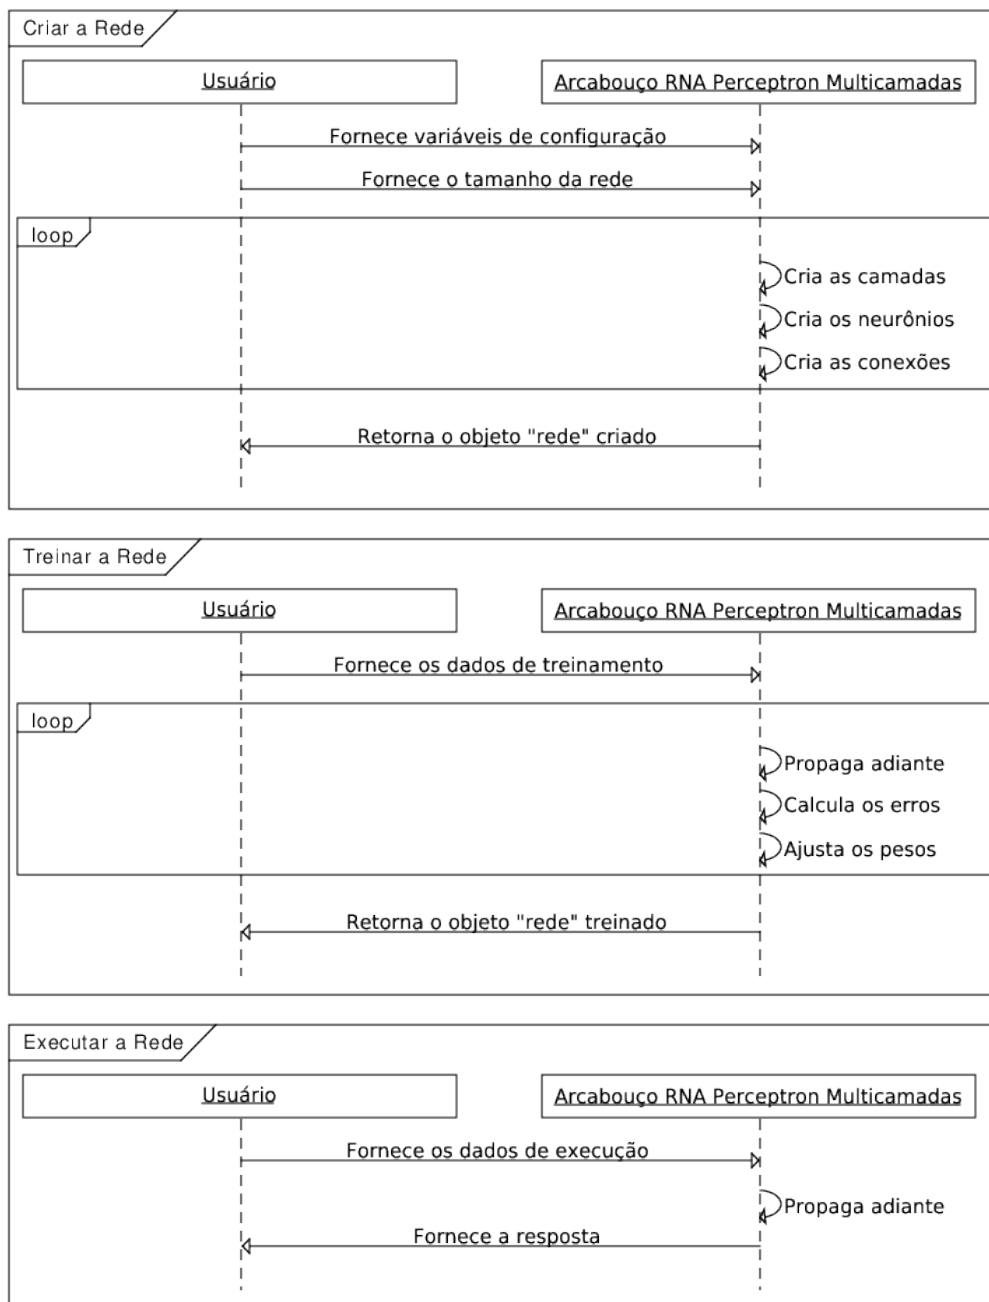 Criar a Rede
Usuário
Arcabouço RNA Perceptron Multicamadas
Fornece variáveis de configuração
Fornece o tamanho da rede
loop
Cria as camadas
Cria os neurônios
Cria as conexões
Retorna o objeto "rede" criado
Treinar a Rede
Usuário
Arcabouço RNA Perceptron Multicamadas
Fornece os dados de treinamento
loop
Propaga adiante
Calcula os erros
Ajusta os pesos
Retorna o objeto "rede" treinado
Executar a Rede
Usuário
Arcabouço RNA Perceptron Multicamadas
Fornece os dados de execução
Propaga adiante
Fornece a resposta